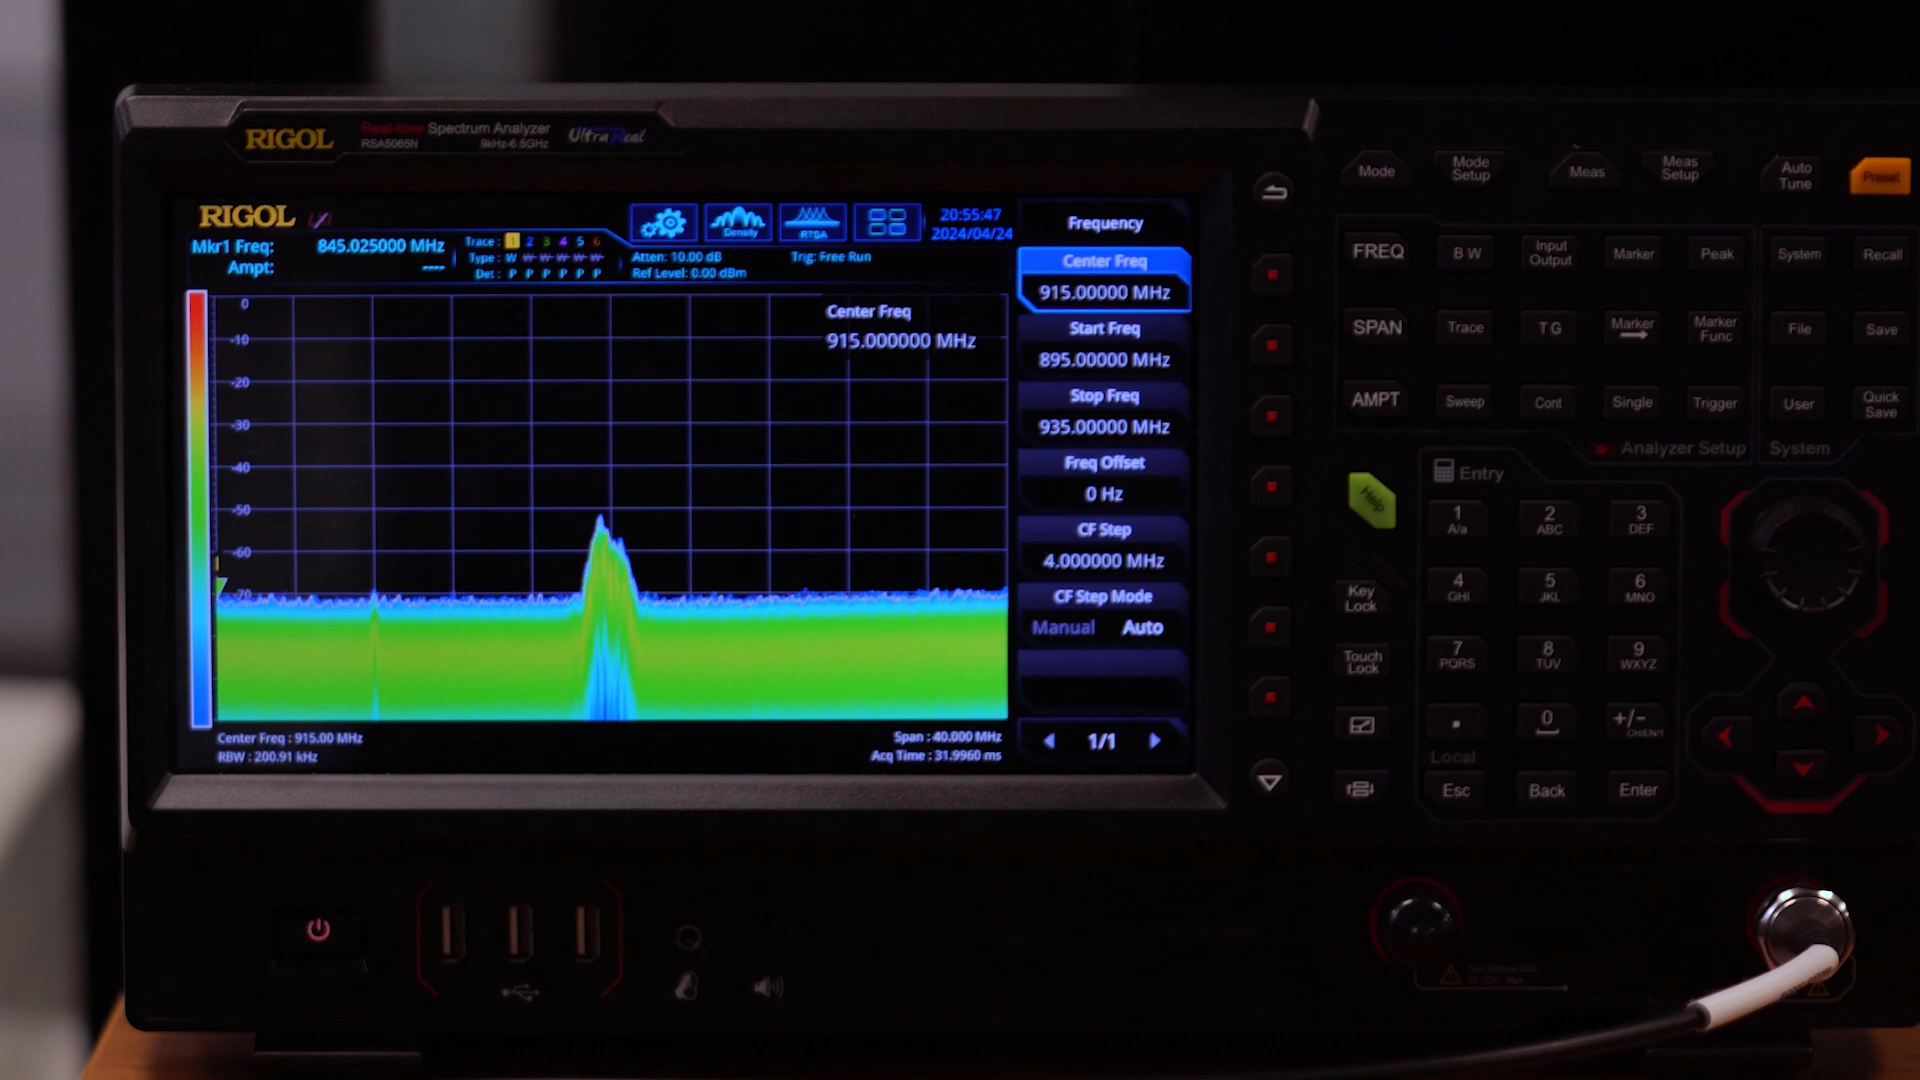 RIGOL
Real-time Spectrum Analyzer
RSA5065N 9kHz-6.5GHz
UltraReal
RIGOL
LXI
Density
RTSA
20:55:47
2024/04/24
Mkr1 Freq: 845.025000 MHz
Ampt: ----
Trace : 1 2 3 4 5 6
Type : W W W W W W
Det : P P P P P P
Atten: 10.00 dB
Ref Level: 0.00 dBm
Trig: Free Run
0
-10
-20
-30
-40
-50
-60
-70
Center Freq
915.000000 MHz
Center Freq : 915.00 MHz
RBW : 200.91 kHz
Span : 40.000 MHz
Acq Time : 31.9960 ms
Frequency
Center Freq
915.00000 MHz
Start Freq
895.00000 MHz
Stop Freq
935.00000 MHz
Freq Offset
0 Hz
CF Step
4.000000 MHz
CF Step Mode
Manual Auto
1/1
Mode
Mode Setup
Meas
Meas Setup
Auto Tune
Preset
FREQ
BW
Input Output
Marker
Peak
System
Recall
SPAN
Trace
TG
Marker
Marker Func
File
Save
AMPT
Sweep
Cont
Single
Trigger
User
Quick Save
Analyzer Setup
System
Help
Entry
1 A/a
2 ABC
3 DEF
Key Lock
4 GHI
5 JKL
6 MNO
Touch Lock
7 PQRS
8 TUV
9 WXYZ
.
0
+/-
Local
Esc
Back
Enter